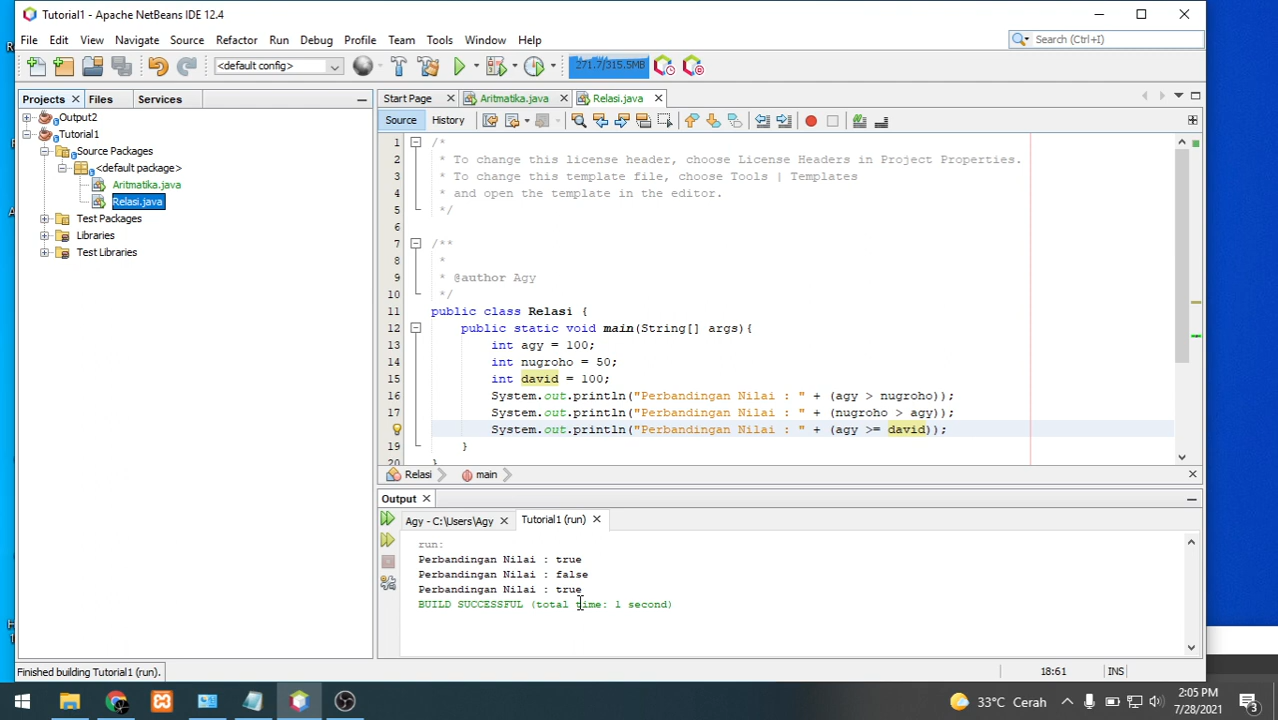 Tutorial1 - Apache NetBeans IDE 12.4
File Edit View Navigate Source Refactor Run Debug Profile Team Tools Window Help
Search (Ctrl+I)
<default config>
271.7/315.5MB
Projects Files Services
Output2
Tutorial1
Source Packages
<default package>
Aritmatika.java
Relasi.java
Test Packages
Libraries
Test Libraries
Start Page Aritmatika.java Relasi.java
Source History
1 /*
2 * To change this license header, choose License Headers in Project Properties.
3 * To change this template file, choose Tools | Templates
4 * and open the template in the editor.
5 */
6
7 /**
8 *
9 * @author Agy
10 */
11 public class Relasi {
12 public static void main(String[] args){
13 int agy = 100;
14 int nugroho = 50;
15 int david = 100;
16 System.out.println("Perbandingan Nilai : " + (agy > nugroho));
17 System.out.println("Perbandingan Nilai : " + (nugroho > agy));
System.out.println("Perbandingan Nilai : " + (agy >= david));
19 }
20 }
Relasi main
Output
Agy - C:\Users\Agy Tutorial1 (run)
run:
Perbandingan Nilai : true
Perbandingan Nilai : false
Perbandingan Nilai : true
BUILD SUCCESSFUL (total time: 1 second)
Finished building Tutorial1 (run).
18:61 INS
33°C Cerah
2:05 PM
7/28/2021
3